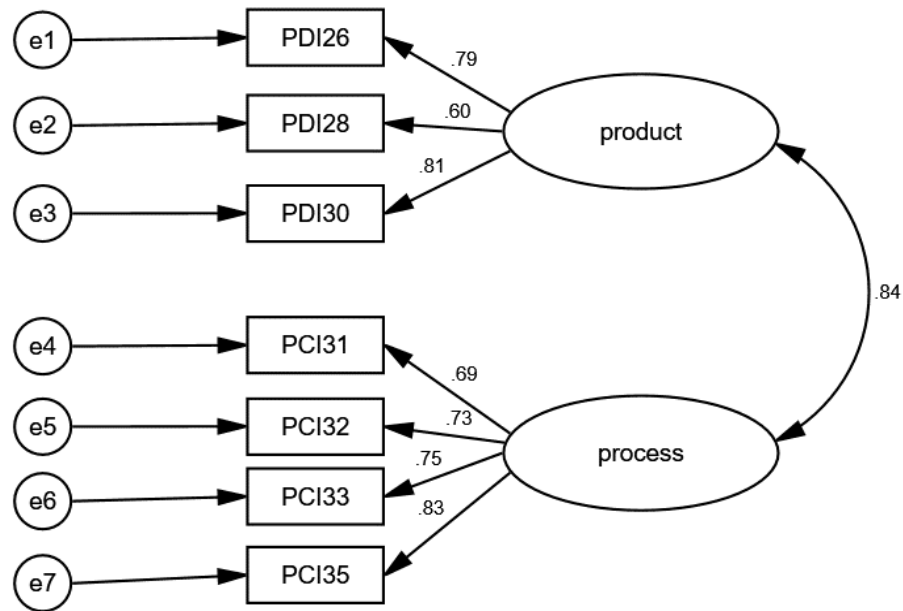 e1 PDI26
.79
e2 PDI28 .60 product
.81
e3 PDI30
.84
e4 PCI31
.69
e5 PCI32 .73
process
.75
e6 PCI33
.83
e7 PCI35